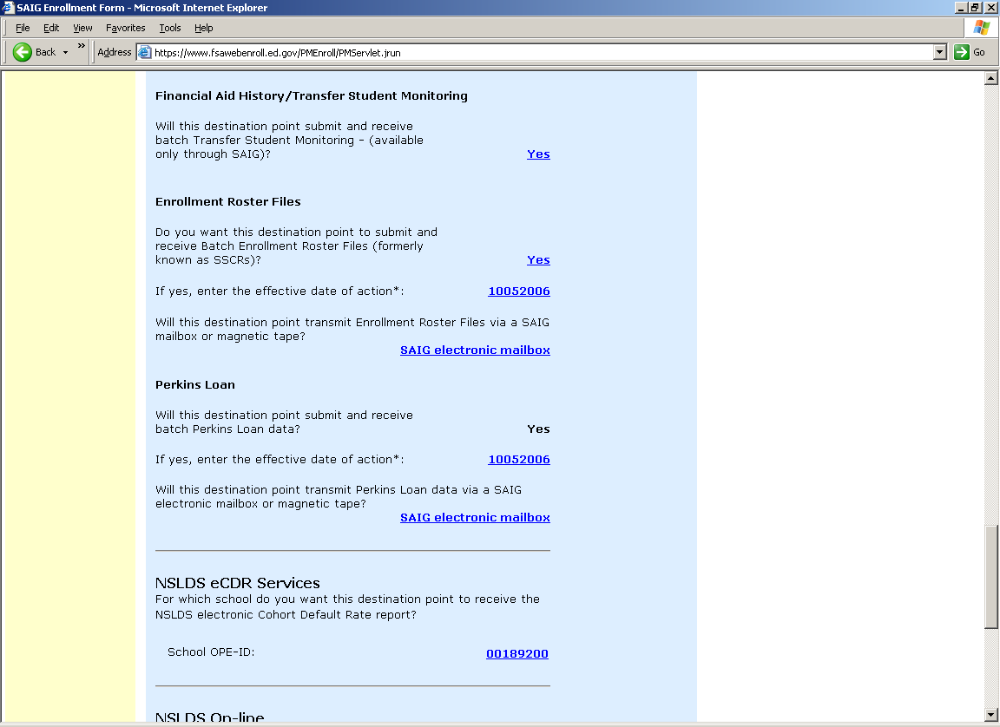 SAIG Enrollment Form - Microsoft Internet Explorer
File Edit View Favorites Tools Help
Back » Address https://www.fsawebenroll.ed.gov/PMEnroll/PMServlet.jrun Go
Financial Aid History/Transfer Student Monitoring
Will this destination point submit and receive
batch Transfer Student Monitoring - (available
only through SAIG)? Yes
Enrollment Roster Files
Do you want this destination point to submit and
receive Batch Enrollment Roster Files (formerly
known as SSCRs)? Yes
If yes, enter the effective date of action*: 10052006
Will this destination point transmit Enrollment Roster Files via a SAIG
mailbox or magnetic tape?
SAIG electronic mailbox
Perkins Loan
Will this destination point submit and receive
batch Perkins Loan data? Yes
If yes, enter the effective date of action*: 10052006
Will this destination point transmit Perkins Loan data via a SAIG
electronic mailbox or magnetic tape?
SAIG electronic mailbox
NSLDS eCDR Services
For which school do you want this destination point to receive the
NSLDS electronic Cohort Default Rate report?
School OPE-ID: 00189200
NSLDS On-line